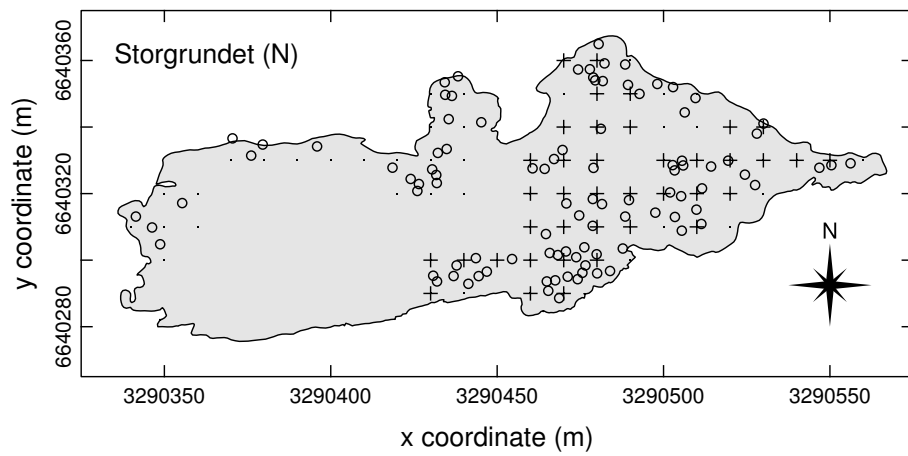 Storgrundet (N)
6640360
6640320
6640280
y coordinate (m)
N
3290350 3290400 3290450 3290500 3290550
x coordinate (m)